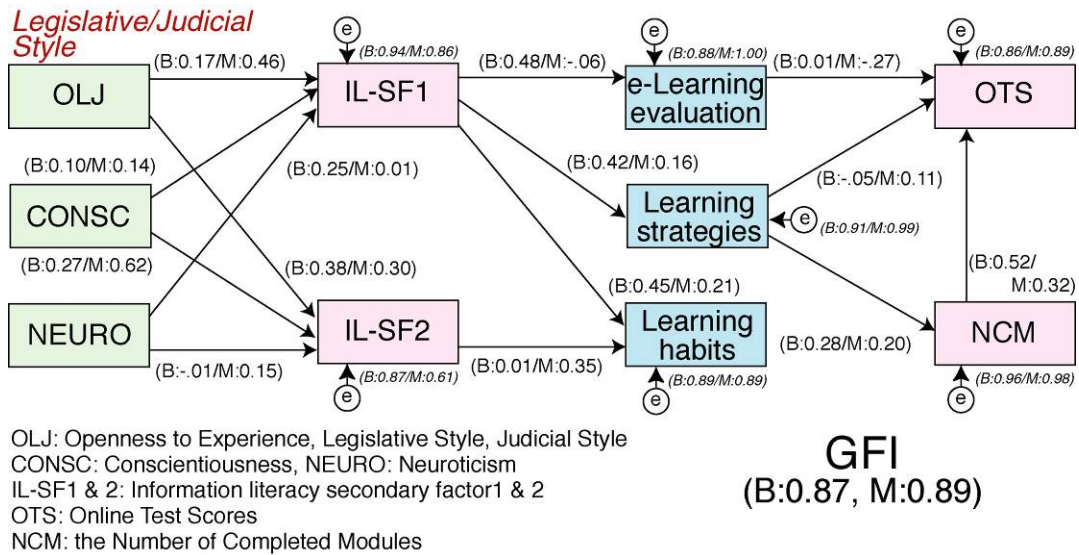 Legislative/Judicial
Style
e
(B:0.94/M:0.86)
e
(B:0.88/M:1.00)
e
(B:0.86/M:0.89)
OLJ
(B:0.17/M:0.46)
IL-SF1
(B:0.48/M:-.06)
e-Learning
evaluation
(B:0.01/M:-.27)
OTS
(B:0.10/M:0.14)
(B:0.25/M:0.01)
(B:0.42/M:0.16)
(B:-.05/M:0.11)
CONSC
Learning
strategies
e
(B:0.91/M:0.99)
(B:0.27/M:0.62)
(B:0.38/M:0.30)
(B:0.45/M:0.21)
(B:0.52/
M:0.32)
NEURO
IL-SF2
Learning
habits
NCM
(B:-.01/M:0.15)
(B:0.01/M:0.35)
(B:0.28/M:0.20)
e
(B:0.87/M:0.61)
e
(B:0.89/M:0.89)
e
(B:0.96/M:0.98)
OLJ: Openness to Experience, Legislative Style, Judicial Style
CONSC: Conscientiousness, NEURO: Neuroticism
IL-SF1 & 2: Information literacy secondary factor1 & 2
OTS: Online Test Scores
NCM: the Number of Completed Modules
GFI
(B:0.87, M:0.89)